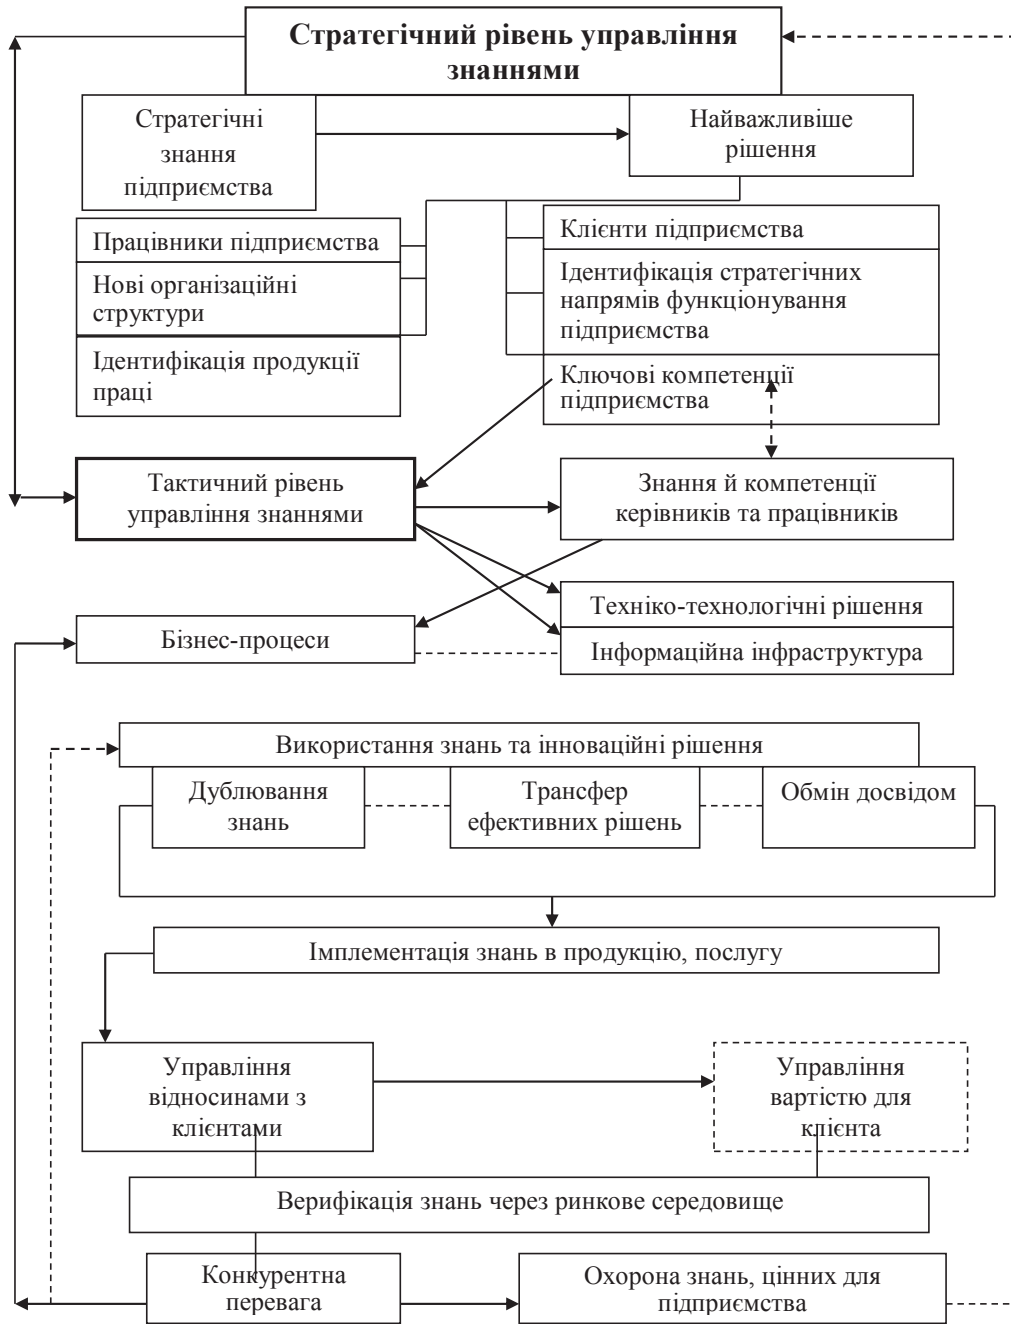 Стратегічний рівень управління
знаннями
Стратегічні
знання
підприємства
Найважливіше
рішення
Працівники підприємства
Нові організаційні
структури
Ідентифікація продукції
праці
Клієнти підприємства
Ідентифікація стратегічних
напрямів функціонування
підприємства
Ключові компетенції
підприємства
Тактичний рівень
управління знаннями
Знання й компетенції
керівників та працівників
Техніко-технологічні рішення
Бізнес-процеси
Інформаційна інфраструктура
Використання знань та інноваційні рішення
Дублювання
знань
Трансфер
ефективних рішень
Обмін досвідом
Імплементація знань в продукцію, послугу
Управління
відносинами з
клієнтами
Управління
вартістю для
клієнта
Верифікація знань через ринкове середовище
Конкурентна
перевага
Охорона знань, цінних для
підприємства